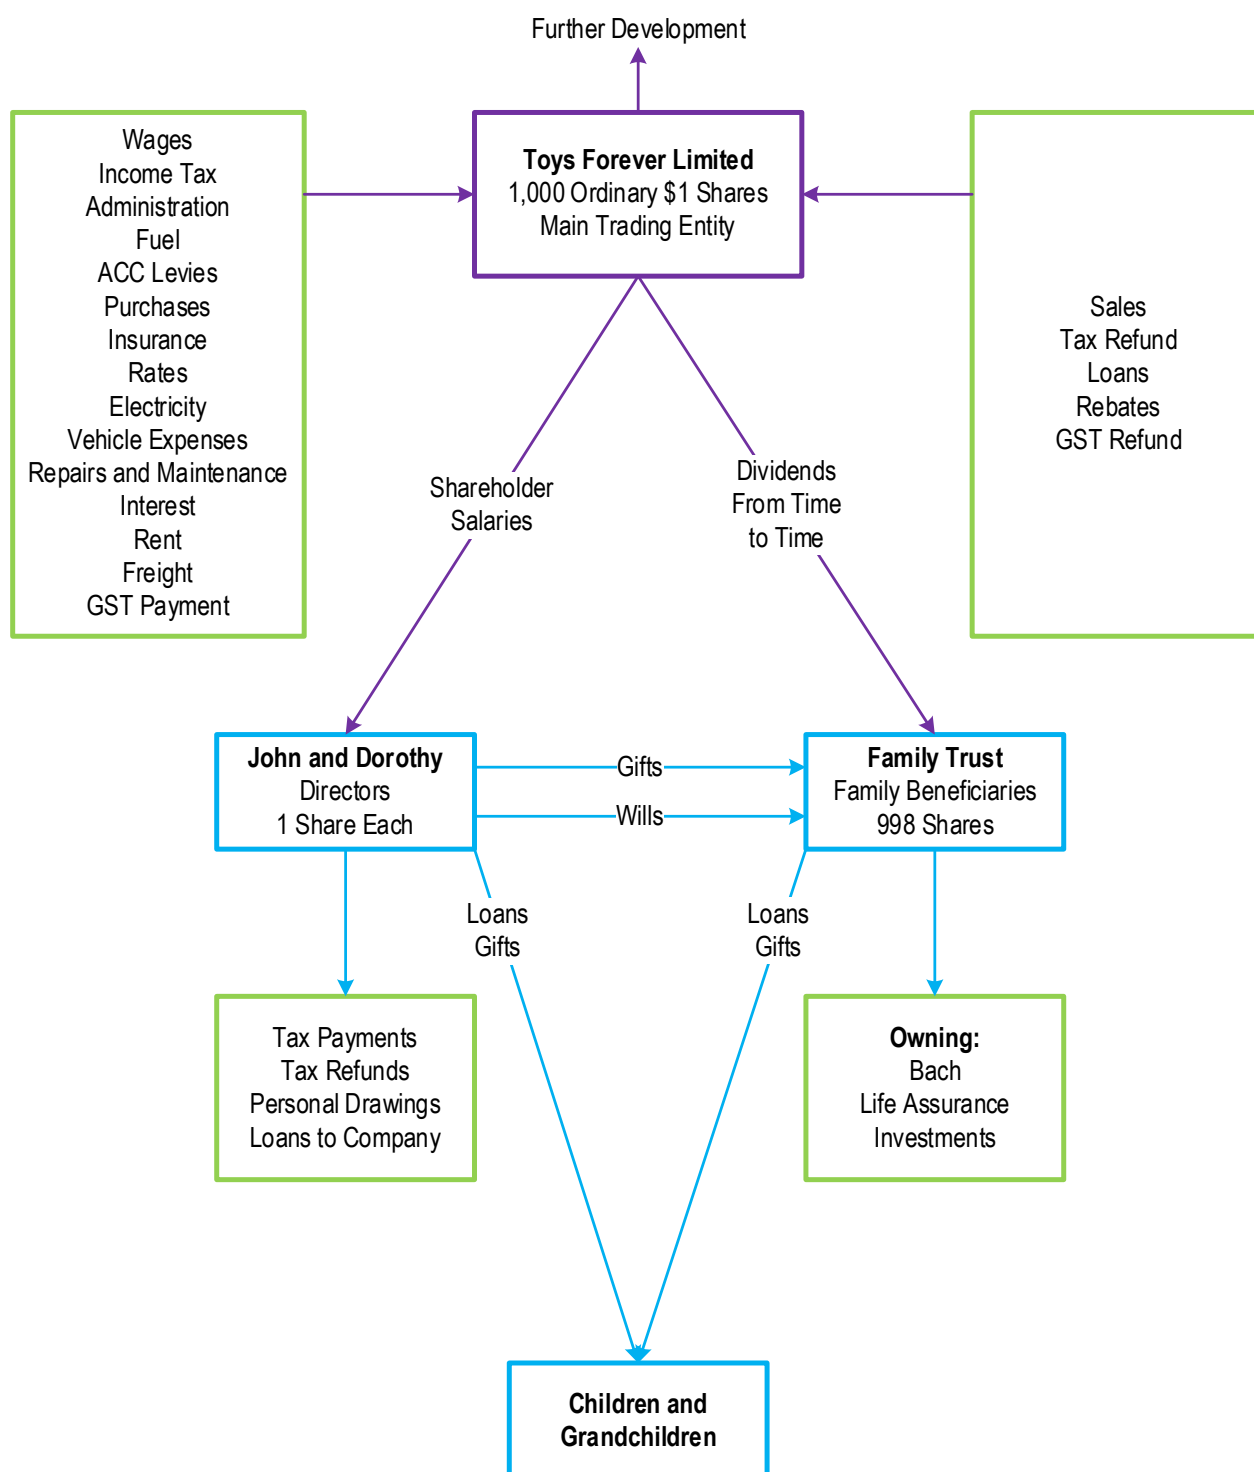 Further Development
Wages
Income Tax
Administration
Fuel
ACC Levies
Purchases
Insurance
Rates
Electricity
Vehicle Expenses
Repairs and Maintenance
Interest
Rent
Freight
GST Payment
Toys Forever Limited
1,000 Ordinary $1 Shares
Main Trading Entity
Sales
Tax Refund
Loans
Rebates
GST Refund
Shareholder
Salaries
Dividends
From Time
to Time
John and Dorothy
Directors
1 Share Each
Gifts
Wills
Family Trust
Family Beneficiaries
998 Shares
Loans
Gifts
Loans
Gifts
Tax Payments
Tax Refunds
Personal Drawings
Loans to Company
Owning:
Bach
Life Assurance
Investments
Children and
Grandchildren